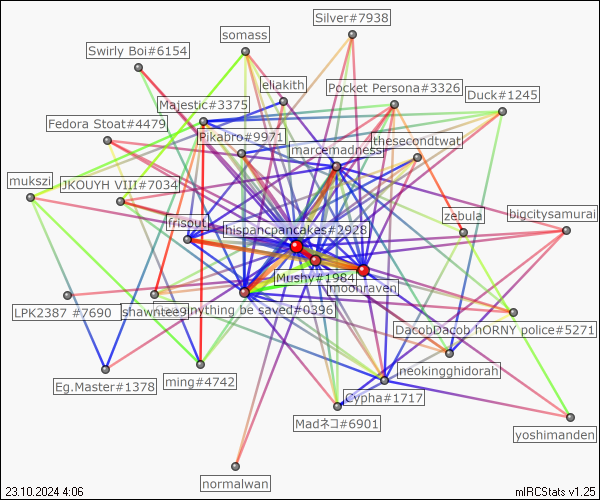 Silver#7938
somass
Swirly Boi#6154
eliakith
Pocket Persona#3326
Duck#1245
Majestic#3375
Fedora Stoat#4479
Pikabro#9971
thesecondtwat
marcemadness
mukszi
JKOUYH VIII#7034
zebula
bigcitysamurai
frisout
hispancpancakes#2928
Mushy#1984
moonraven
LPK2387 #7690
shawntee9
nything be saved#0396
DacobDacob hORNY police#5271
neokingghidorah
Eg.Master#1378
ming#4742
Cypha#1717
Madネコ#6901
yoshimanden
normalwan
23.10.2024 4:06
mIRCStats v1.25